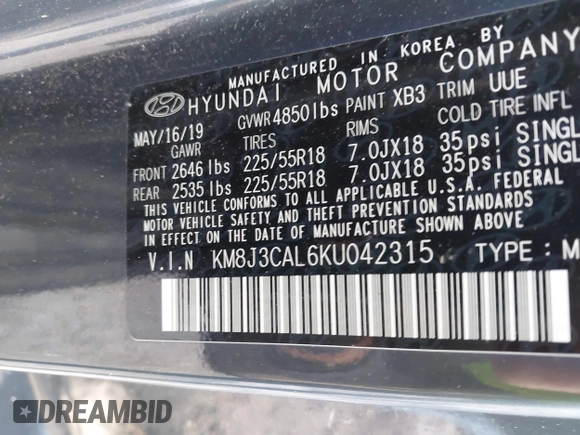 MANUFACTURED IN KOREA BY
HYUNDAI MOTOR COMPANY
MAY/16/19 GVWR 4850 lbs PAINT XB3 TRIM UUE
GAWR TIRES RIMS COLD TIRE INFL
FRONT 2646 lbs 225/55R18 7.0JX18 35psi SINGL
REAR 2535 lbs 225/55R18 7.0JX18 35psi SINGL
THIS VEHICLE CONFORMS TO ALL APPLICABLE U.S.A. FEDERAL
MOTOR VEHICLE SAFETY AND THEFT PREVENTION STANDARDS
IN EFFECT ON THE DATE OF MANUFACTURE SHOWN ABOVE.
V.I.N KM8J3CAL6KU042315 TYPE : M
DREAMBID